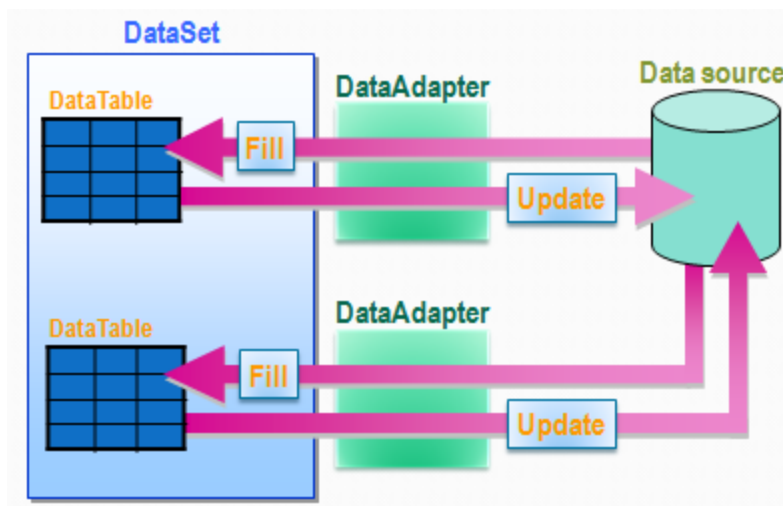 DataSet
DataTable
DataAdapter
Data source
Fill
Update
DataTable
DataAdapter
Fill
Update